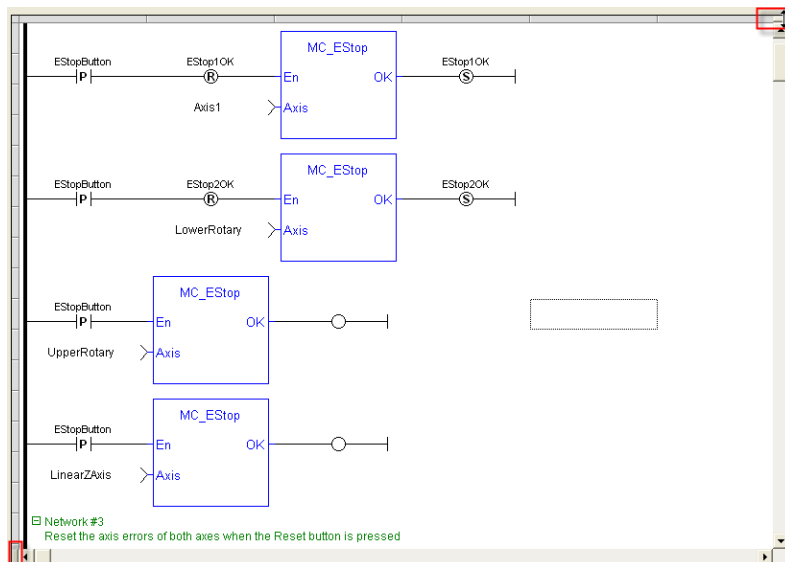 MC_EStop
EStopButton EStop1OK EStop1OK
P R En OK S
Axis1 Axis
MC_EStop
EStopButton EStop2OK EStop2OK
P R En OK S
LowerRotary Axis
MC_EStop
EStopButton
P En OK
UpperRotary Axis
MC_EStop
EStopButton
P En OK
LinearZAxis Axis
Network #3
Reset the axis errors of both axes when the Reset button is pressed